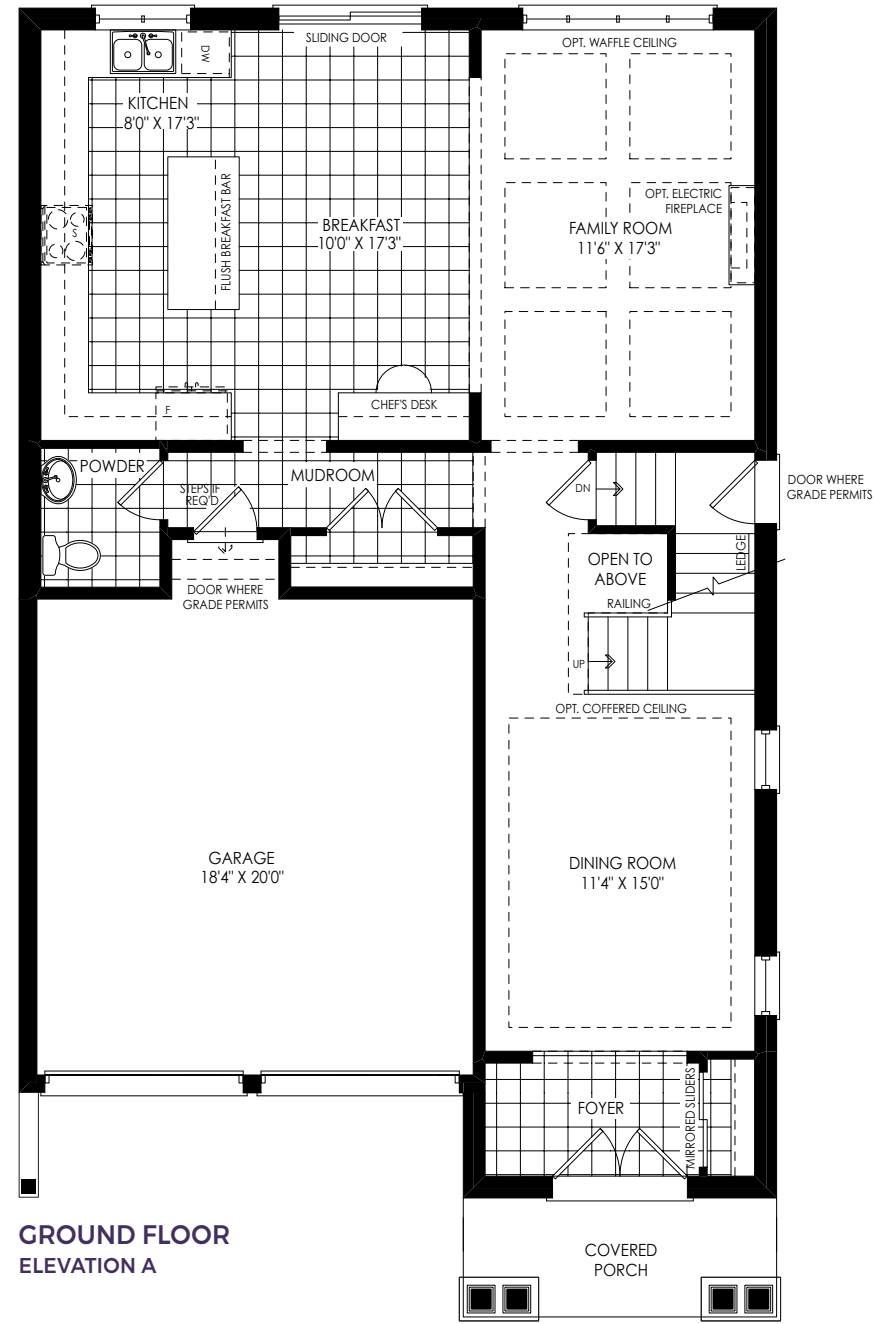 SLIDING DOOR
OPT. WAFFLE CEILING
DW
KITCHEN
8'0" X 17'3"
OPT. ELECTRIC
FIREPLACE
S
FLUSH BREAKFAST BAR
BREAKFAST
10'0" X 17'3"
FAMILY ROOM
11'6" X 17'3"
F
CHEF'S DESK
POWDER
STEPS IF
REQ'D
MUDROOM
DN
DOOR WHERE
GRADE PERMITS
OPEN TO
ABOVE
LEDGE
DOOR WHERE
GRADE PERMITS
RAILING
UP
OPT. COFFERED CEILING
GARAGE
18'4" X 20'0"
DINING ROOM
11'4" X 15'0"
FOYER
MIRRORED SLIDERS
GROUND FLOOR
ELEVATION A
COVERED
PORCH